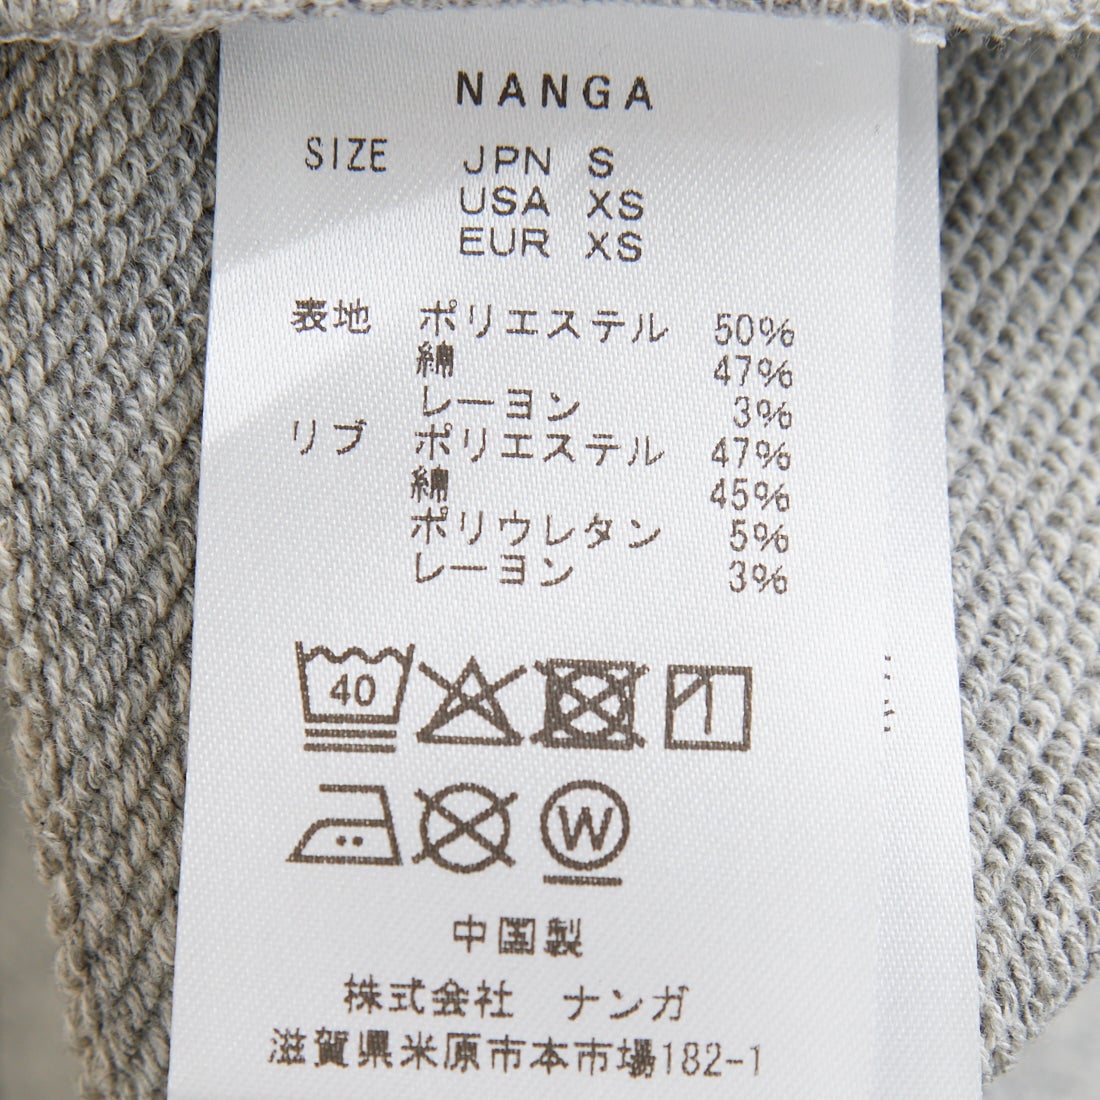 NANGA
SIZE JPN S
USA XS
EUR XS
表地 ポリエステル 50%
綿 47%
レーヨン 3%
リブ ポリエステル 47%
綿 45%
ポリウレタン 5%
レーヨン 3%
40
W
中国製
株式会社 ナンガ
滋賀県米原市本市場182-1